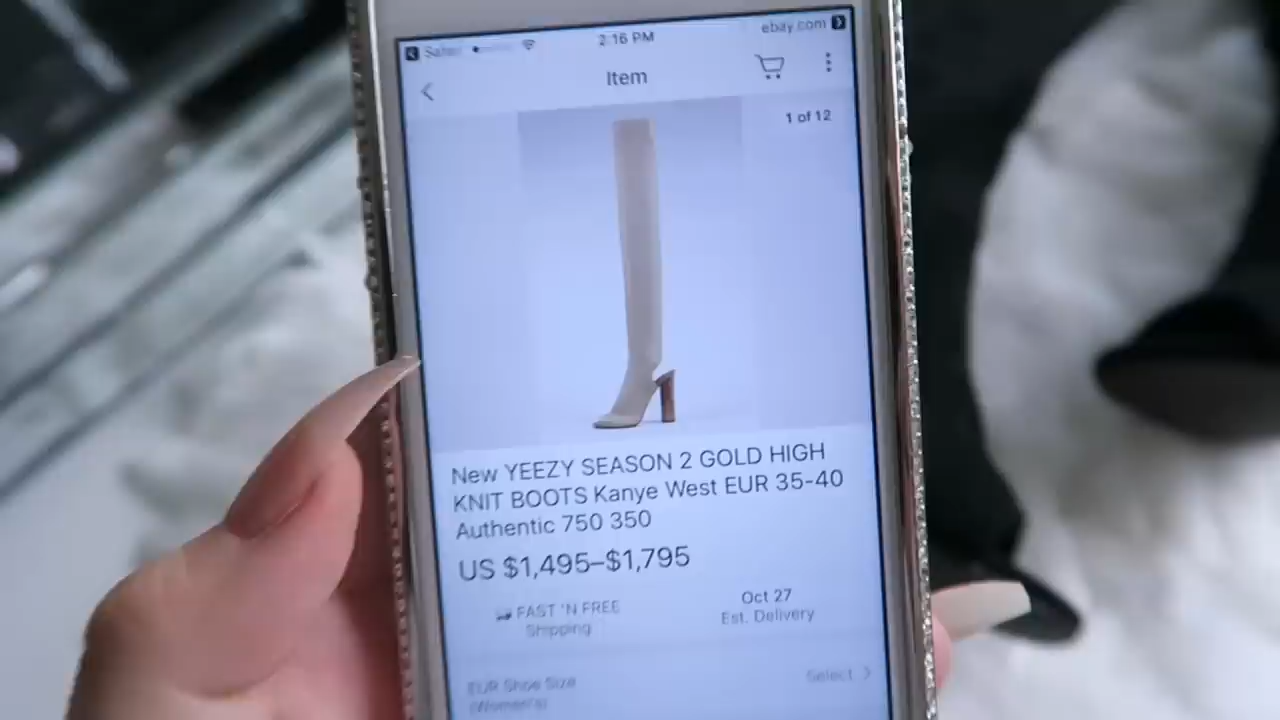 Safari 2:16 PM ebay.com
Item
1 of 12
New YEEZY SEASON 2 GOLD HIGH
KNIT BOOTS Kanye West EUR 35-40
Authentic 750 350
US $1,495–$1,795
FAST 'N FREE
Shipping
Oct 27
Est. Delivery
EUR Shoe Size
(Women's)
Select